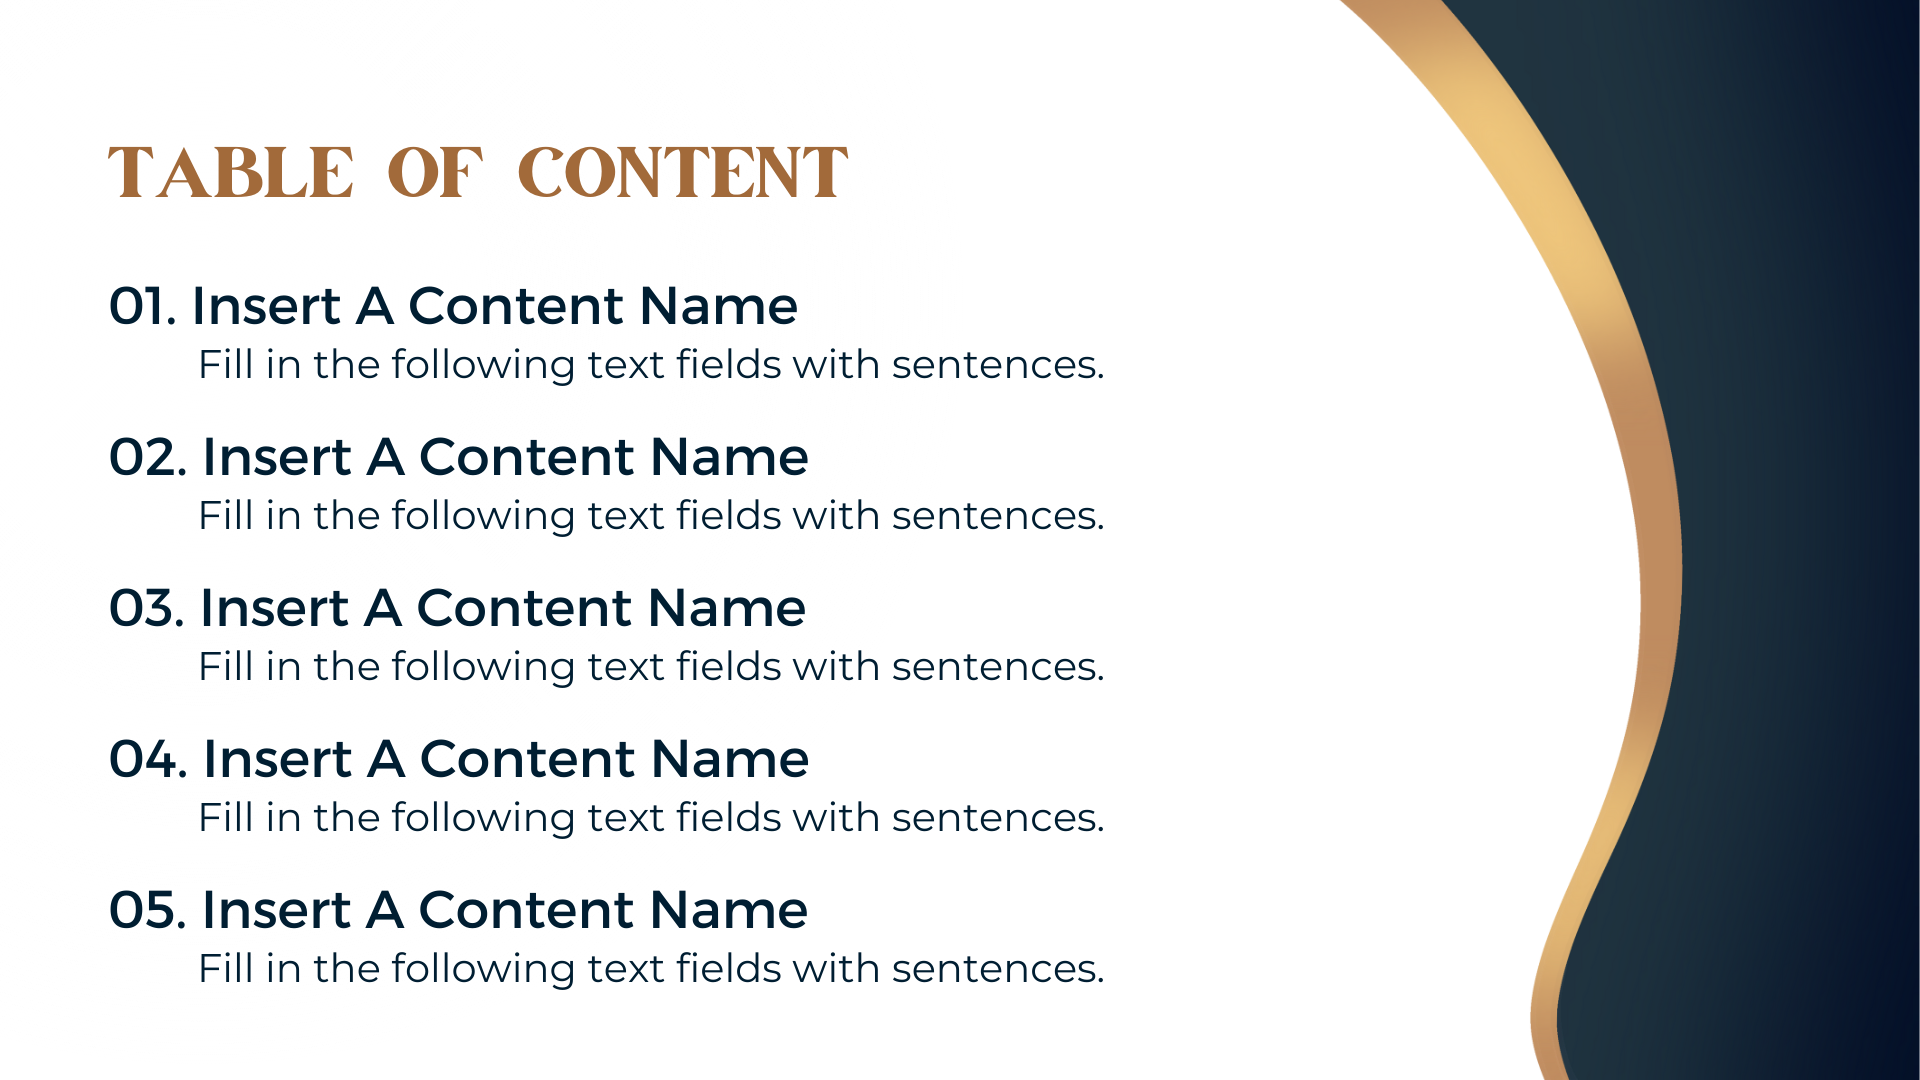 TABLE OF CONTENT
01. Insert A Content Name
Fill in the following text fields with sentences.
02. Insert A Content Name
Fill in the following text fields with sentences.
03. Insert A Content Name
Fill in the following text fields with sentences.
04. Insert A Content Name
Fill in the following text fields with sentences.
05. Insert A Content Name
Fill in the following text fields with sentences.